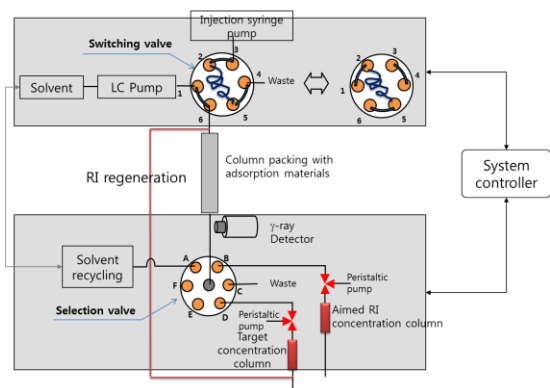 Injection syringe
pump
Switching valve
2
3
4
Waste
1
6
5
2
3
4
1
6
5
Solvent
LC Pump
RI regeneration
Column packing with
adsorption materials
System
controller
γ-ray
Detector
Solvent
recycling
A
B
F
C
E
D
Waste
Selection valve
Peristaltic
pump
Peristaltic
pump
Target
concentration
column
Aimed RI
concentration column